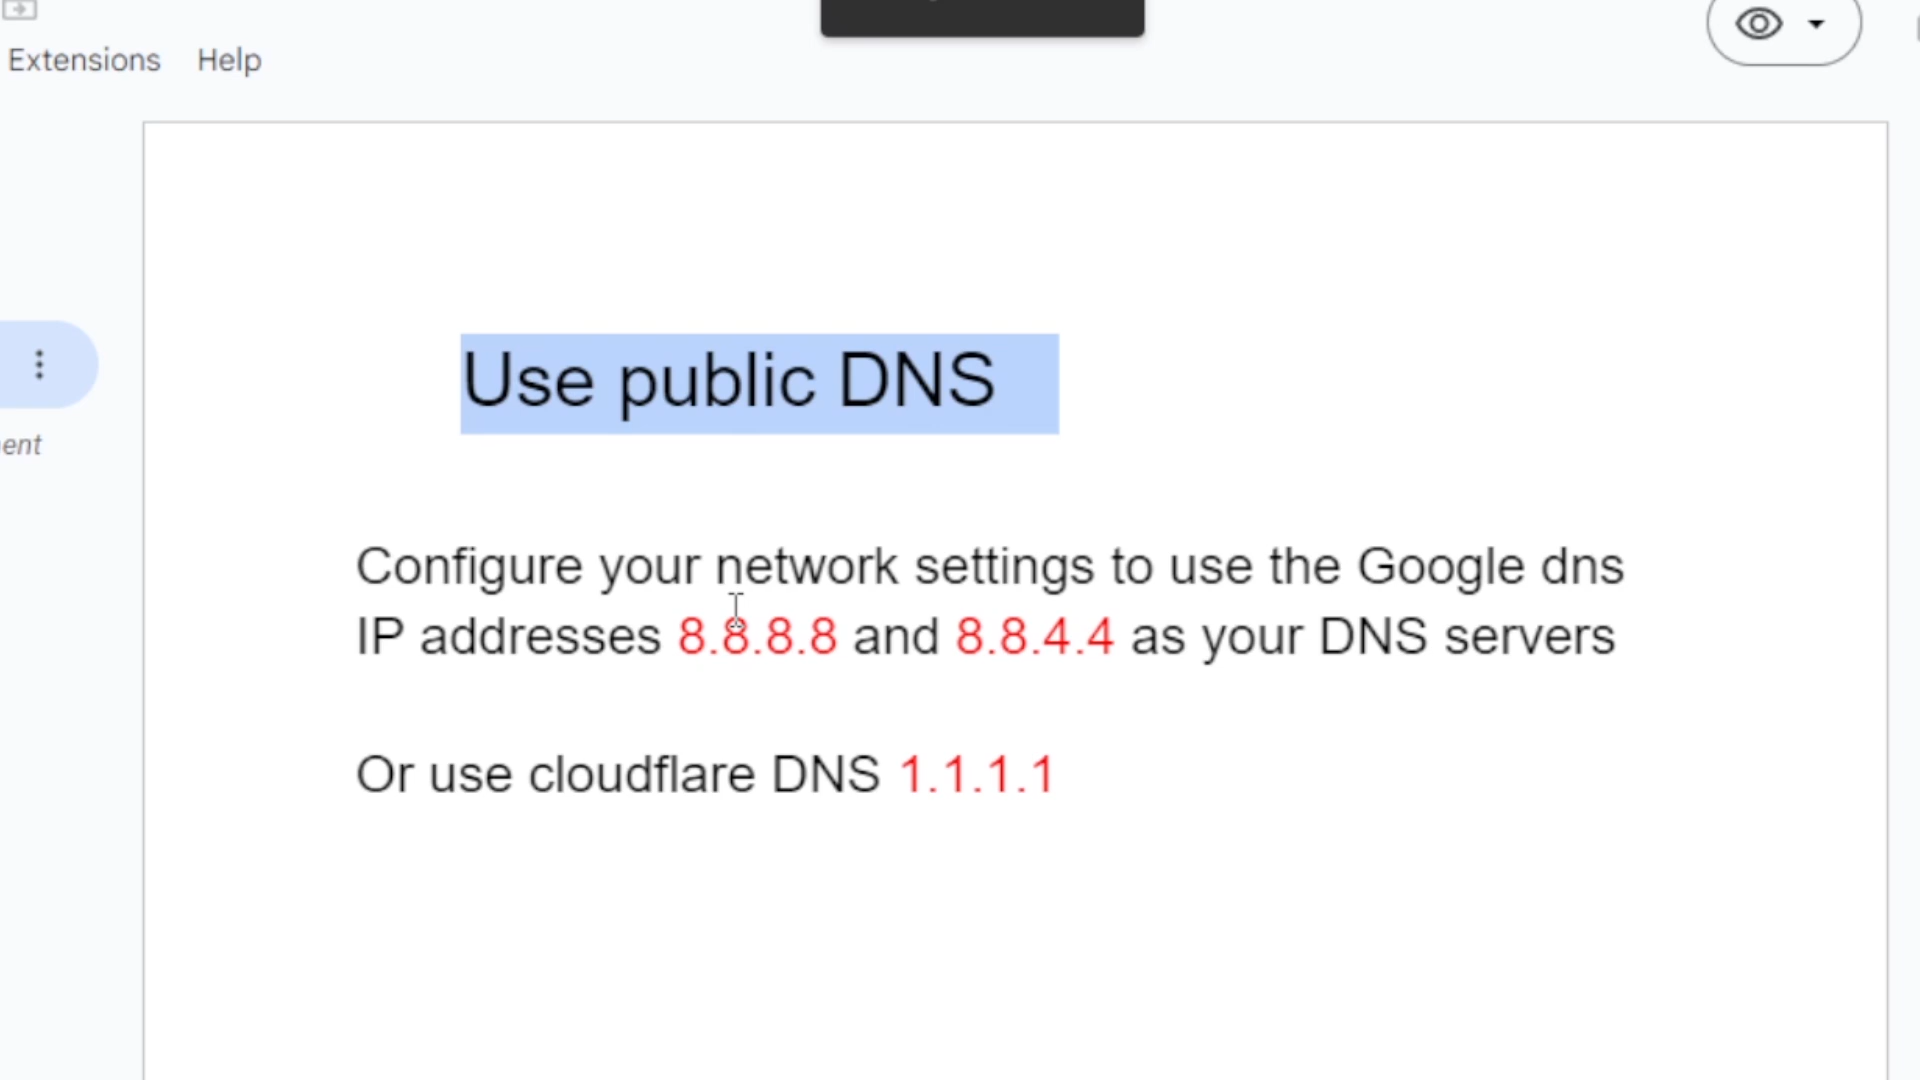 Extensions Help
Use public DNS
ent
Configure your network settings to use the Google dns
IP addresses 8.8.8.8 and 8.8.4.4 as your DNS servers
Or use cloudflare DNS 1.1.1.1